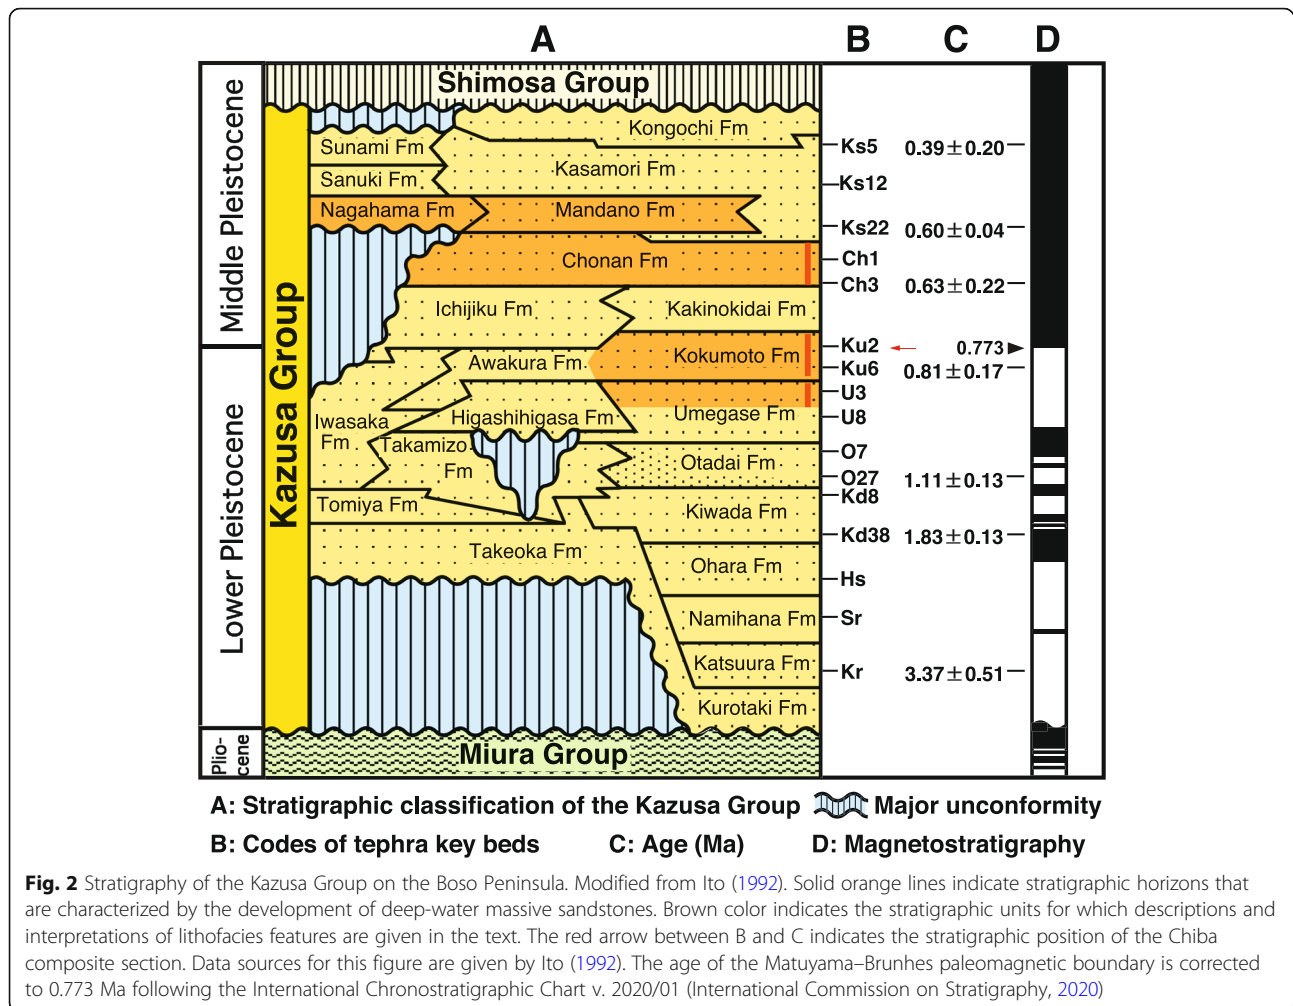 A B C D
Shimosa Group
Middle Pleistocene
Lower Pleistocene
Plio-
cene
Kazusa Group
Kongochi Fm
Sunami Fm
Kasamori Fm
Sanuki Fm
Nagahama Fm
Mandano Fm
Chonan Fm
Ichijiku Fm
Kakinokidai Fm
Awakura Fm
Kokumoto Fm
Iwasaka
Fm
Higashihigasa Fm
Umegase Fm
Takamizo
Fm
Otadai Fm
Tomiya Fm
Kiwada Fm
Takeoka Fm
Ohara Fm
Namihana Fm
Katsuura Fm
Kurotaki Fm
Miura Group
Ks5 0.39±0.20
Ks12
Ks22 0.60±0.04
Ch1
Ch3 0.63±0.22
Ku2 0.773
Ku6 0.81±0.17
U3
U8
O7
O27 1.11±0.13
Kd8
Kd38 1.83±0.13
Hs
Sr
Kr 3.37±0.51
A: Stratigraphic classification of the Kazusa Group Major unconformity
B: Codes of tephra key beds C: Age (Ma) D: Magnetostratigraphy
Fig. 2 Stratigraphy of the Kazusa Group on the Boso Peninsula. Modified from Ito (1992). Solid orange lines indicate stratigraphic horizons that
are characterized by the development of deep-water massive sandstones. Brown color indicates the stratigraphic units for which descriptions and
interpretations of lithofacies features are given in the text. The red arrow between B and C indicates the stratigraphic position of the Chiba
composite section. Data sources for this figure are given by Ito (1992). The age of the Matuyama–Brunhes paleomagnetic boundary is corrected
to 0.773 Ma following the International Chronostratigraphic Chart v. 2020/01 (International Commission on Stratigraphy, 2020)